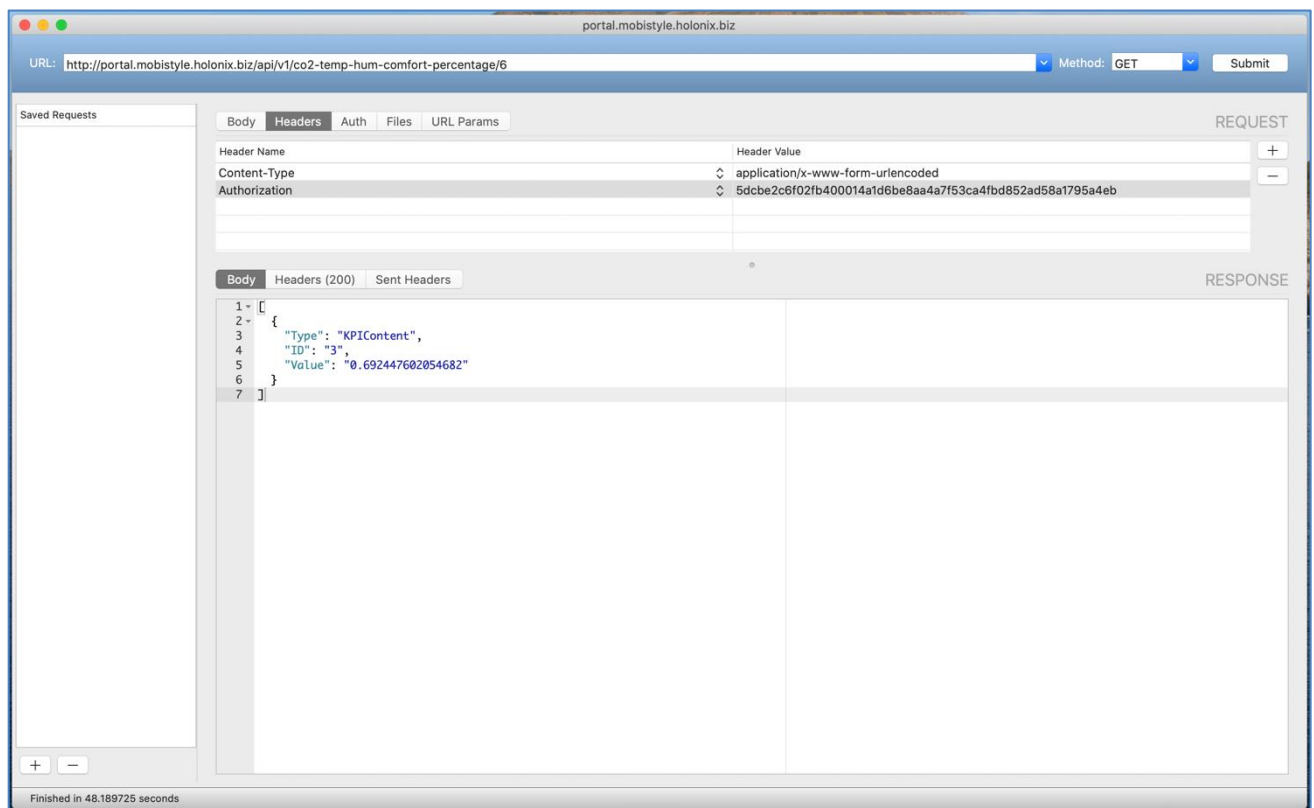 portal.mobistyle.holonix.biz
URL: http://portal.mobistyle.holonix.biz/api/v1/co2-temp-hum-comfort-percentage/6 Method: GET Submit
Saved Requests
Body Headers Auth Files URL Params REQUEST
Header Name Header Value +
Content-Type application/x-www-form-urlencoded −
Authorization 5dcbe2c6f02fb400014a1d6be8aa4a7f53ca4fbd852ad58a1795a4eb
Body Headers (200) Sent Headers RESPONSE
1 [
2 {
3 "Type": "KPIContent",
4 "ID": "3",
5 "Value": "0.692447602054682"
6 }
7 ]
+ −
Finished in 48.189725 seconds